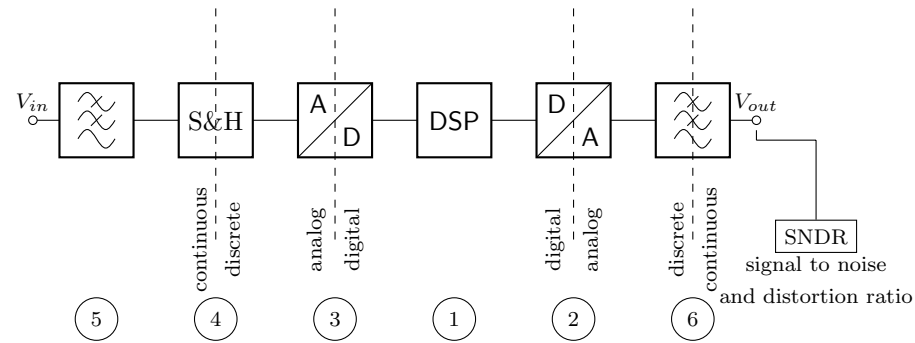 V_in
S&H
A
D
DSP
D
A
V_out
continuous
discrete
analog
digital
digital
analog
discrete
continuous
SNDR
signal to noise
and distortion ratio
5
4
3
1
2
6